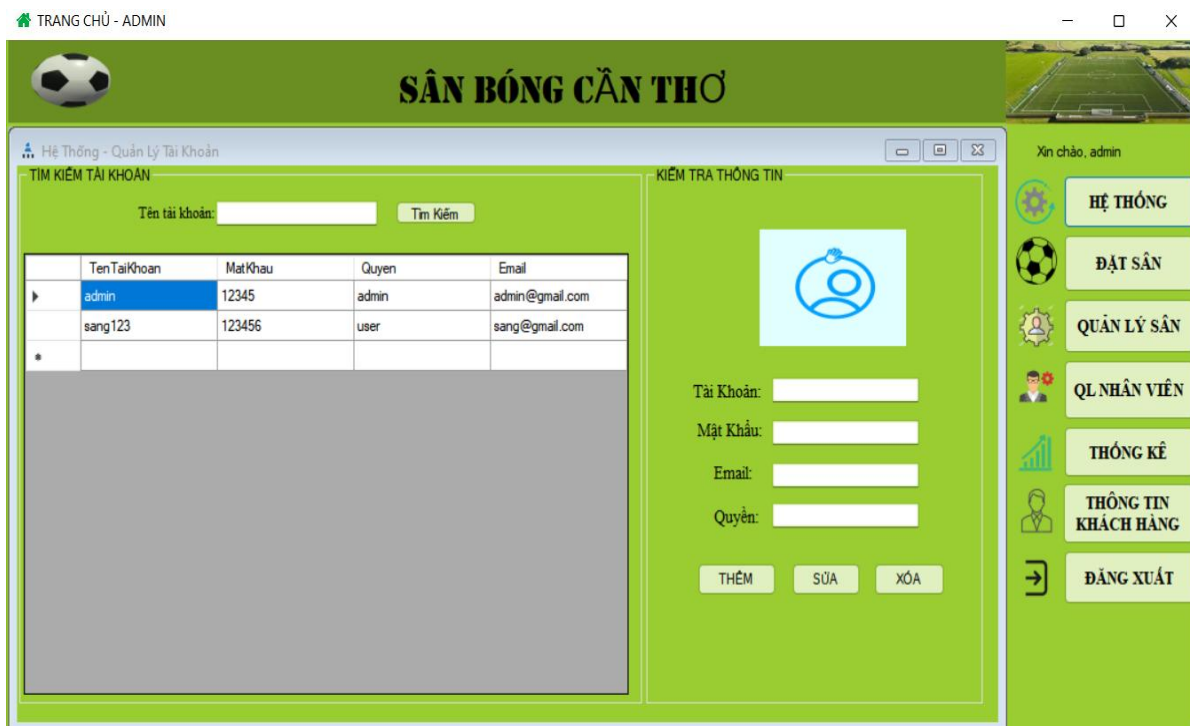 TRANG CHỦ - ADMIN
SÂN BÓNG CẦN THƠ
Hệ Thống - Quản Lý Tài Khoản
Xin chào, admin
TÌM KIẾM TÀI KHOẢN
KIỂM TRA THÔNG TIN
Tên tài khoản:
Tìm Kiếm
TenTaiKhoan MatKhau Quyen Email
admin 12345 admin admin@gmail.com
sang123 123456 user sang@gmail.com
Tài Khoản:
Mật Khẩu:
Email:
Quyền:
THÊM SỬA XÓA
HỆ THỐNG
ĐẶT SÂN
QUẢN LÝ SÂN
QL NHÂN VIÊN
THỐNG KÊ
THÔNG TIN
KHÁCH HÀNG
ĐĂNG XUẤT